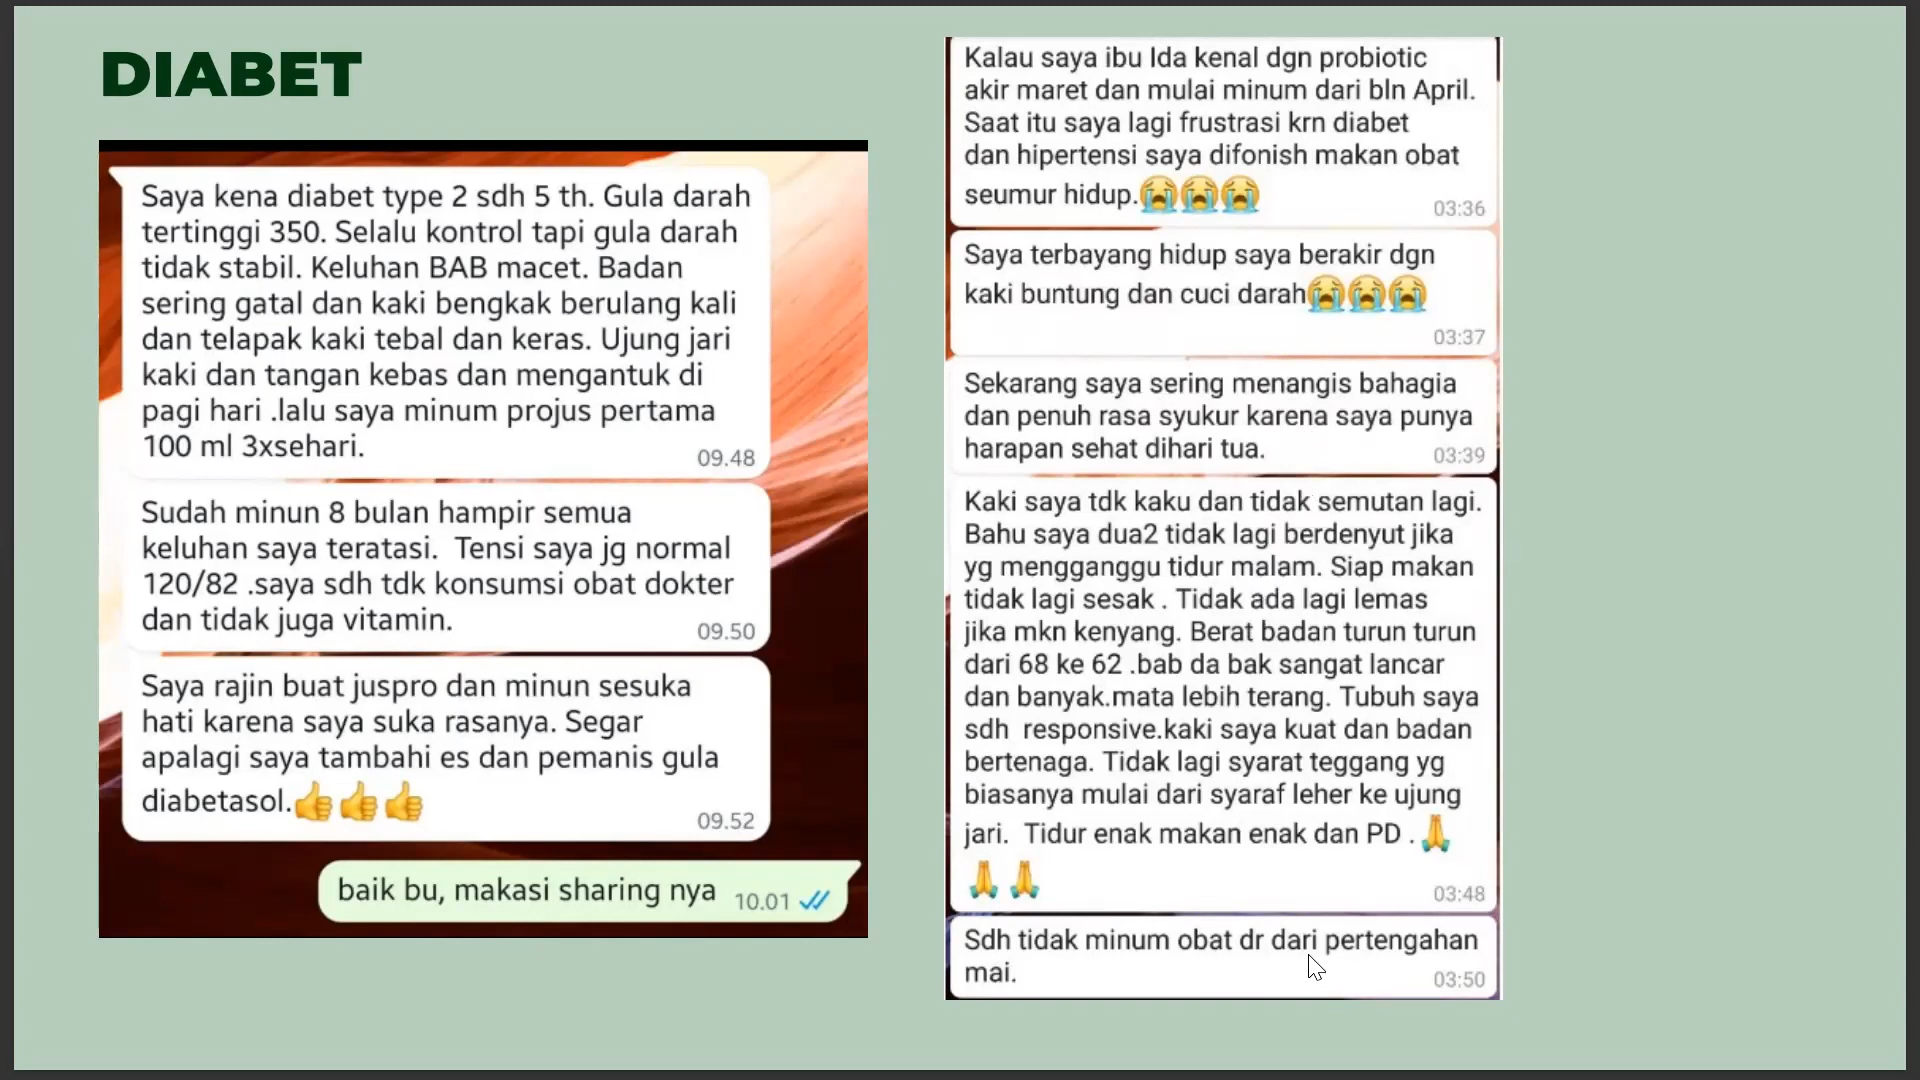 DIABET
Saya kena diabet type 2 sdh 5 th. Gula darah
tertinggi 350. Selalu kontrol tapi gula darah
tidak stabil. Keluhan BAB macet. Badan
sering gatal dan kaki bengkak berulang kali
dan telapak kaki tebal dan keras. Ujung jari
kaki dan tangan kebas dan mengantuk di
pagi hari .lalu saya minum projus pertama
100 ml 3xsehari.
09.48
Sudah minun 8 bulan hampir semua
keluhan saya teratasi.  Tensi saya jg normal
120/82 .saya sdh tdk konsumsi obat dokter
dan tidak juga vitamin.
09.50
Saya rajin buat juspro dan minun sesuka
hati karena saya suka rasanya. Segar
apalagi saya tambahi es dan pemanis gula
diabetasol.👍👍👍
09.52
baik bu, makasi sharing nya
10.01
Kalau saya ibu Ida kenal dgn probiotic
akir maret dan mulai minum dari bln April.
Saat itu saya lagi frustrasi krn diabet
dan hipertensi saya difonish makan obat
seumur hidup.😭😭😭
03:36
Saya terbayang hidup saya berakir dgn
kaki buntung dan cuci darah😭😭😭
03:37
Sekarang saya sering menangis bahagia
dan penuh rasa syukur karena saya punya
harapan sehat dihari tua.
03:39
Kaki saya tdk kaku dan tidak semutan lagi.
Bahu saya dua2 tidak lagi berdenyut jika
yg mengganggu tidur malam. Siap makan
tidak lagi sesak . Tidak ada lagi lemas
jika mkn kenyang. Berat badan turun turun
dari 68 ke 62 .bab da bak sangat lancar
dan banyak.mata lebih terang. Tubuh saya
sdh  responsive.kaki saya kuat dan badan
bertenaga. Tidak lagi syarat teggang yg
biasanya mulai dari syaraf leher ke ujung
jari.  Tidur enak makan enak dan PD .🙏
🙏🙏
03:48
Sdh tidak minum obat dr dari pertengahan
mai.
03:50